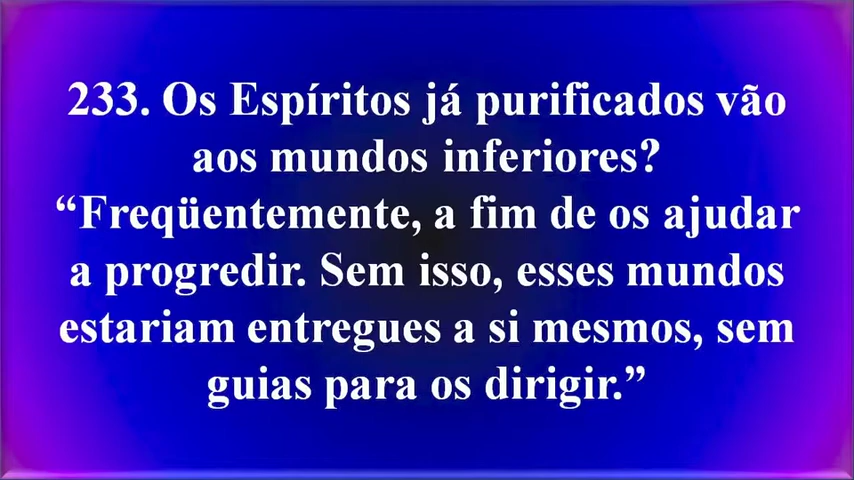 233. Os Espíritos já purificados vão
aos mundos inferiores?
“Freqüentemente, a fim de os ajudar
a progredir. Sem isso, esses mundos
estariam entregues a si mesmos, sem
guias para os dirigir.”